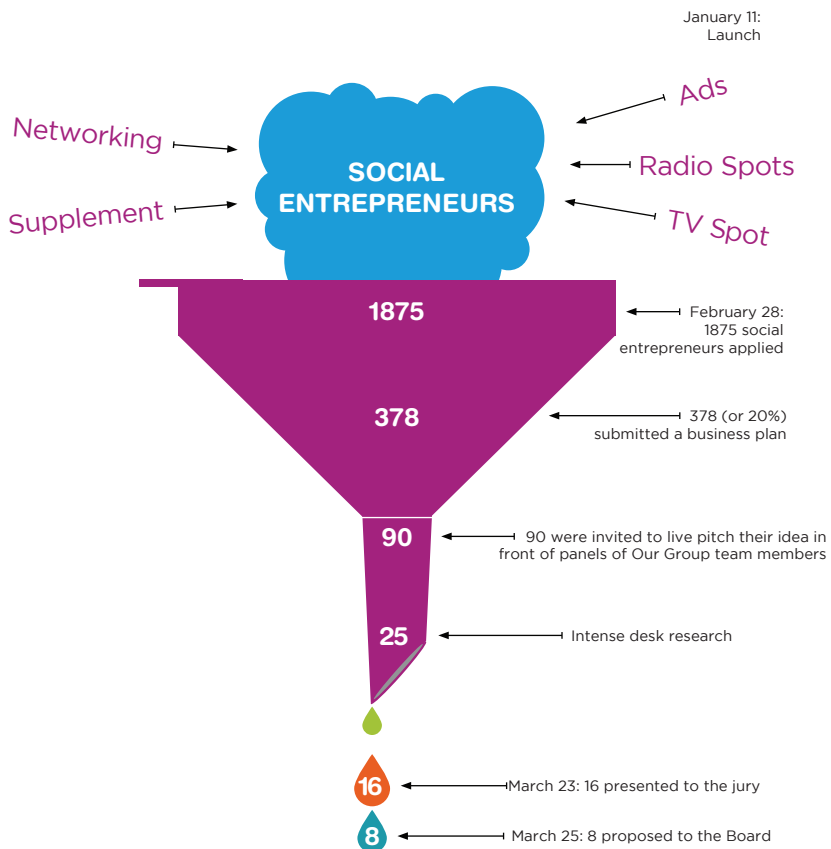 January 11:
Launch
Networking
Supplement
SOCIAL
ENTREPRENEURS
Ads
Radio Spots
TV Spot
1875
February 28:
1875 social
entrepreneurs applied
378
378 (or 20%)
submitted a business plan
90
90 were invited to live pitch their idea in
front of panels of Our Group team members
25
Intense desk research
16
March 23: 16 presented to the jury
8
March 25: 8 proposed to the Board